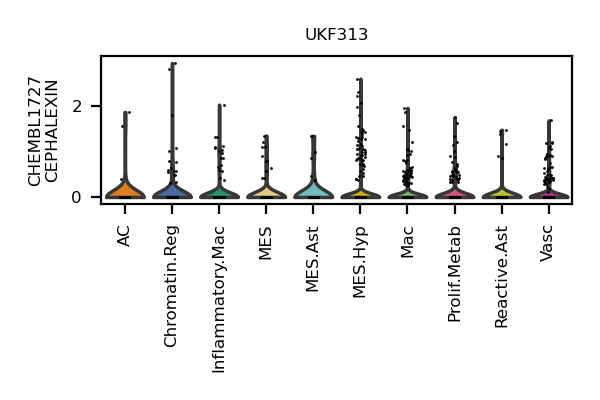 UKF313
CHEMBL1727
CEPHALEXIN
2
0
AC
Chromatin.Reg
Inflammatory.Mac
MES
MES.Ast
MES.Hyp
Mac
Prolif.Metab
Reactive.Ast
Vasc